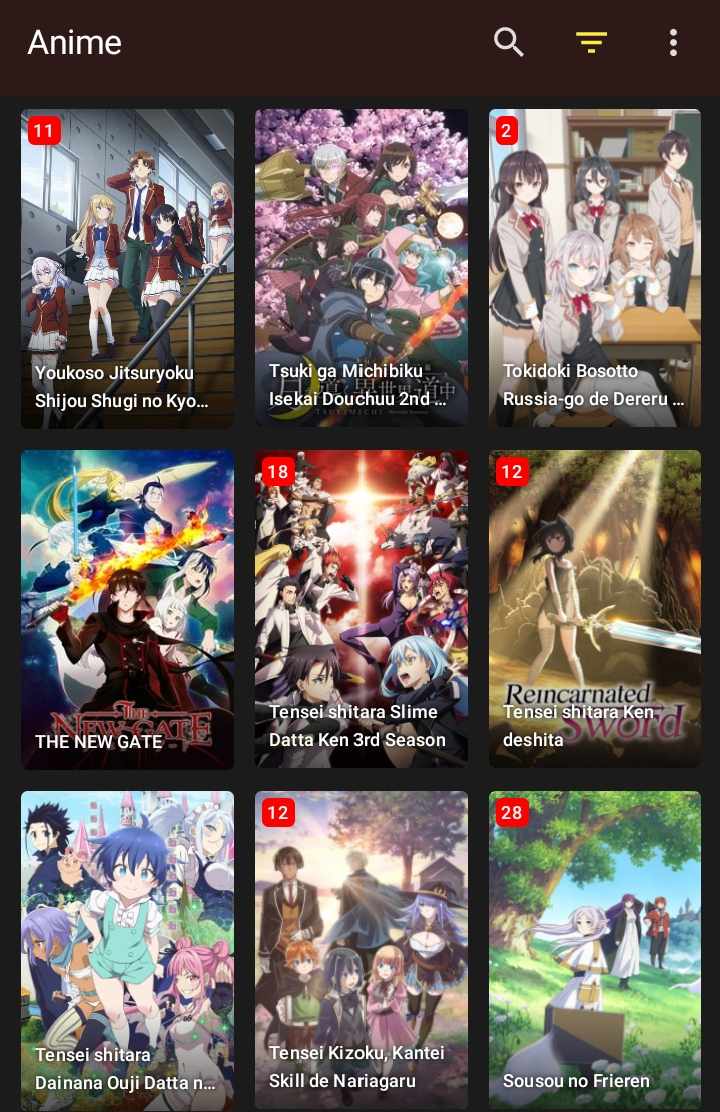 Anime
11
Youkoso Jitsuryoku
Shijou Shugi no Kyo...
Tsuki ga Michibiku
Isekai Douchuu 2nd ...
2
Tokidoki Bosotto
Russia-go de Dereru ...
THE NEW GATE
THE NEW GATE
18
Tensei shitara Slime
Datta Ken 3rd Season
12
Reincarnated
Sword
Tensei shitara Ken
deshita
Tensei shitara
Dainana Ouji Datta n...
12
Tensei Kizoku, Kantei
Skill de Nariagaru
28
Sousou no Frieren